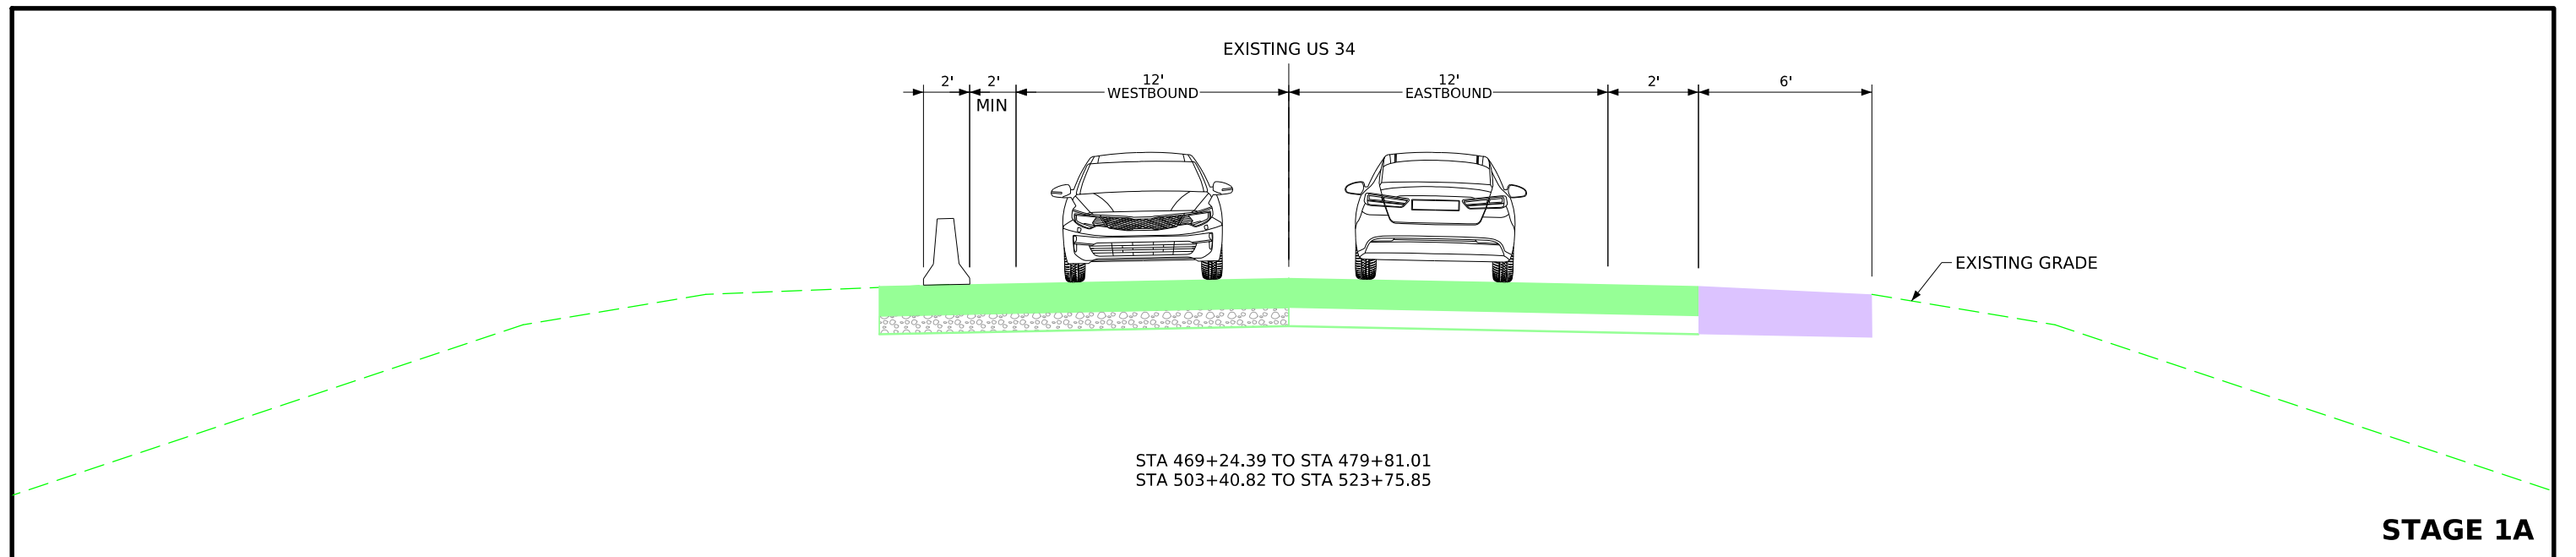 EXISTING US 34
2' 2' 12' 12' 2' 6'
MIN WESTBOUND EASTBOUND
EXISTING GRADE
STA 469+24.39 TO STA 479+81.01
STA 503+40.82 TO STA 523+75.85
STAGE 1A